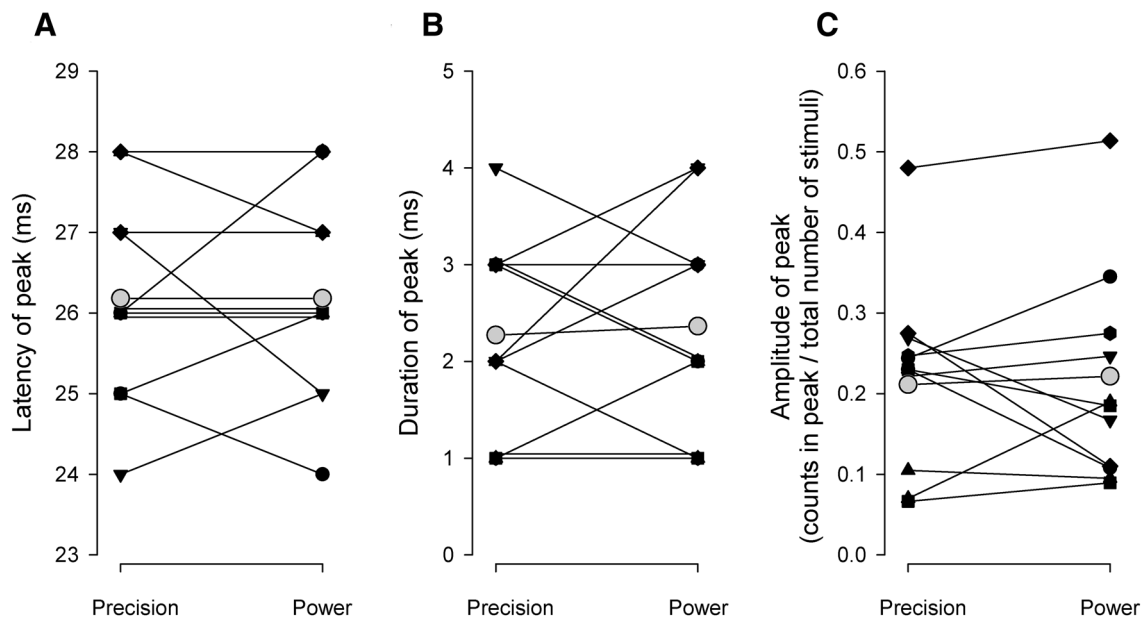 A
Latency of peak (ms)
29
28
27
26
25
24
23
Precision
Power
B
Duration of peak (ms)
5
4
3
2
1
0
Precision
Power
C
Amplitude of peak
(counts in peak / total number of stimuli)
0.6
0.5
0.4
0.3
0.2
0.1
0.0
Precision
Power